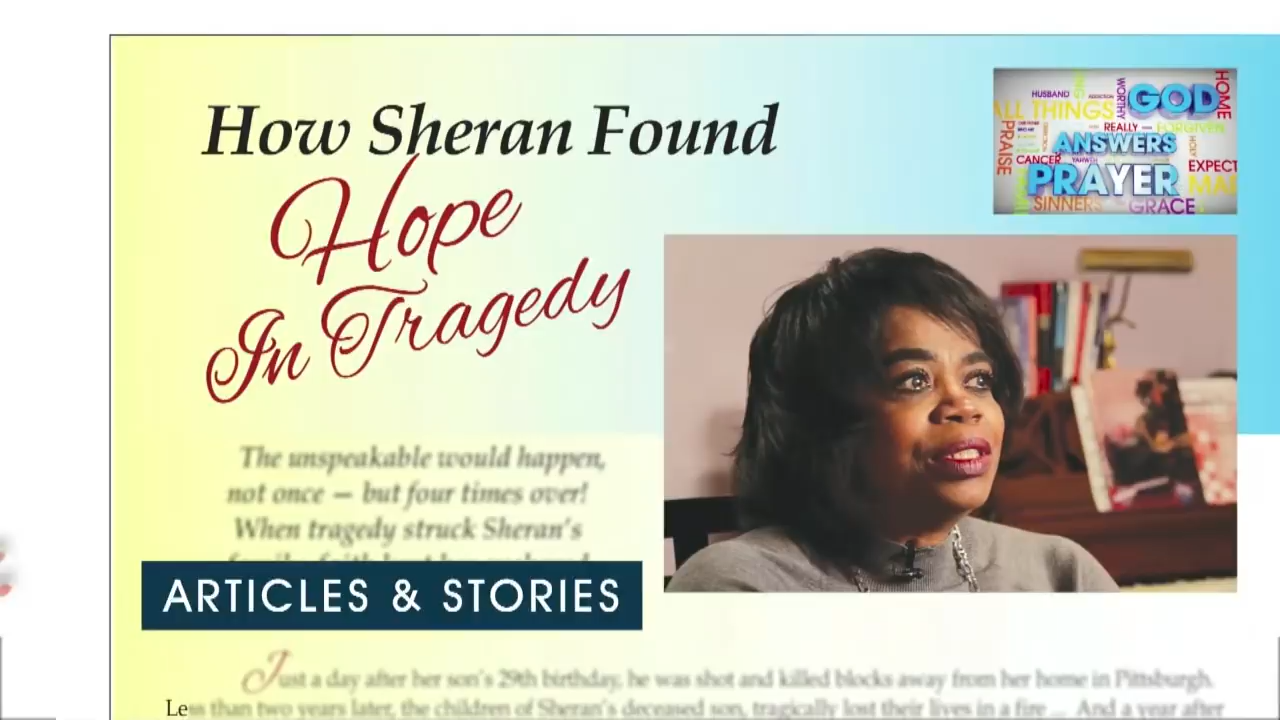 How Sheran Found
Hope
In Tragedy
HUSBAND
ADDICTION
WORTHY
GOD
HOME
ALL THINGS
PRAISE
REALLY
FORGIVEN
ANSWERS
HOLY
CANCER
YAHWEH
EXPECT
PRAYER
SINNERS
GRACE
The unspeakable would happen,
not once — but four times over!
When tragedy struck Sheran's
ARTICLES & STORIES
Just a day after her son's 29th birthday, he was shot and killed blocks away from her home in Pittsburgh.
Less than two years later, the children of Sheran's deceased son, tragically lost their lives in a fire ... And a year after